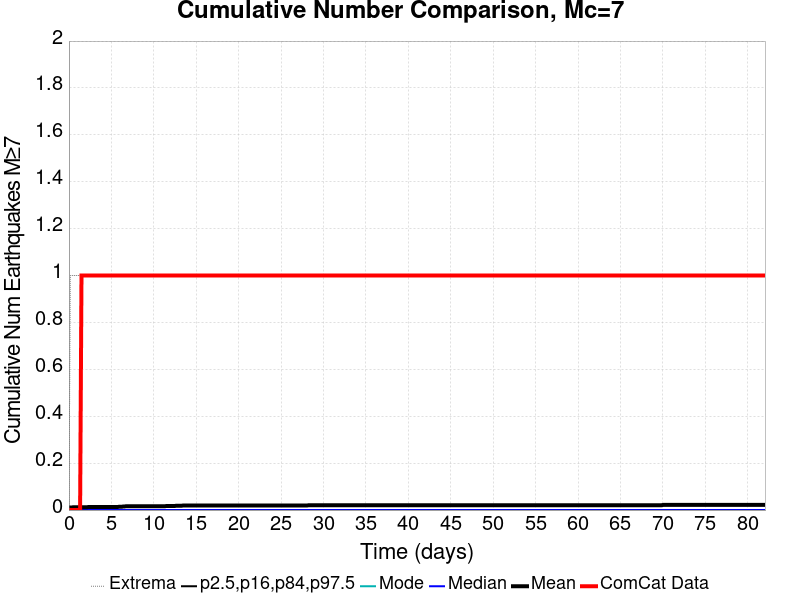 Cumulative Number Comparison, Mc=7
Cumulative Num Earthquakes M≥7
2
1.8
1.6
1.4
1.2
1
0.8
0.6
0.4
0.2
0
0 5 10 15 20 25 30 35 40 45 50 55 60 65 70 75 80
Time (days)
Extrema p2.5,p16,p84,p97.5 Mode Median Mean ComCat Data